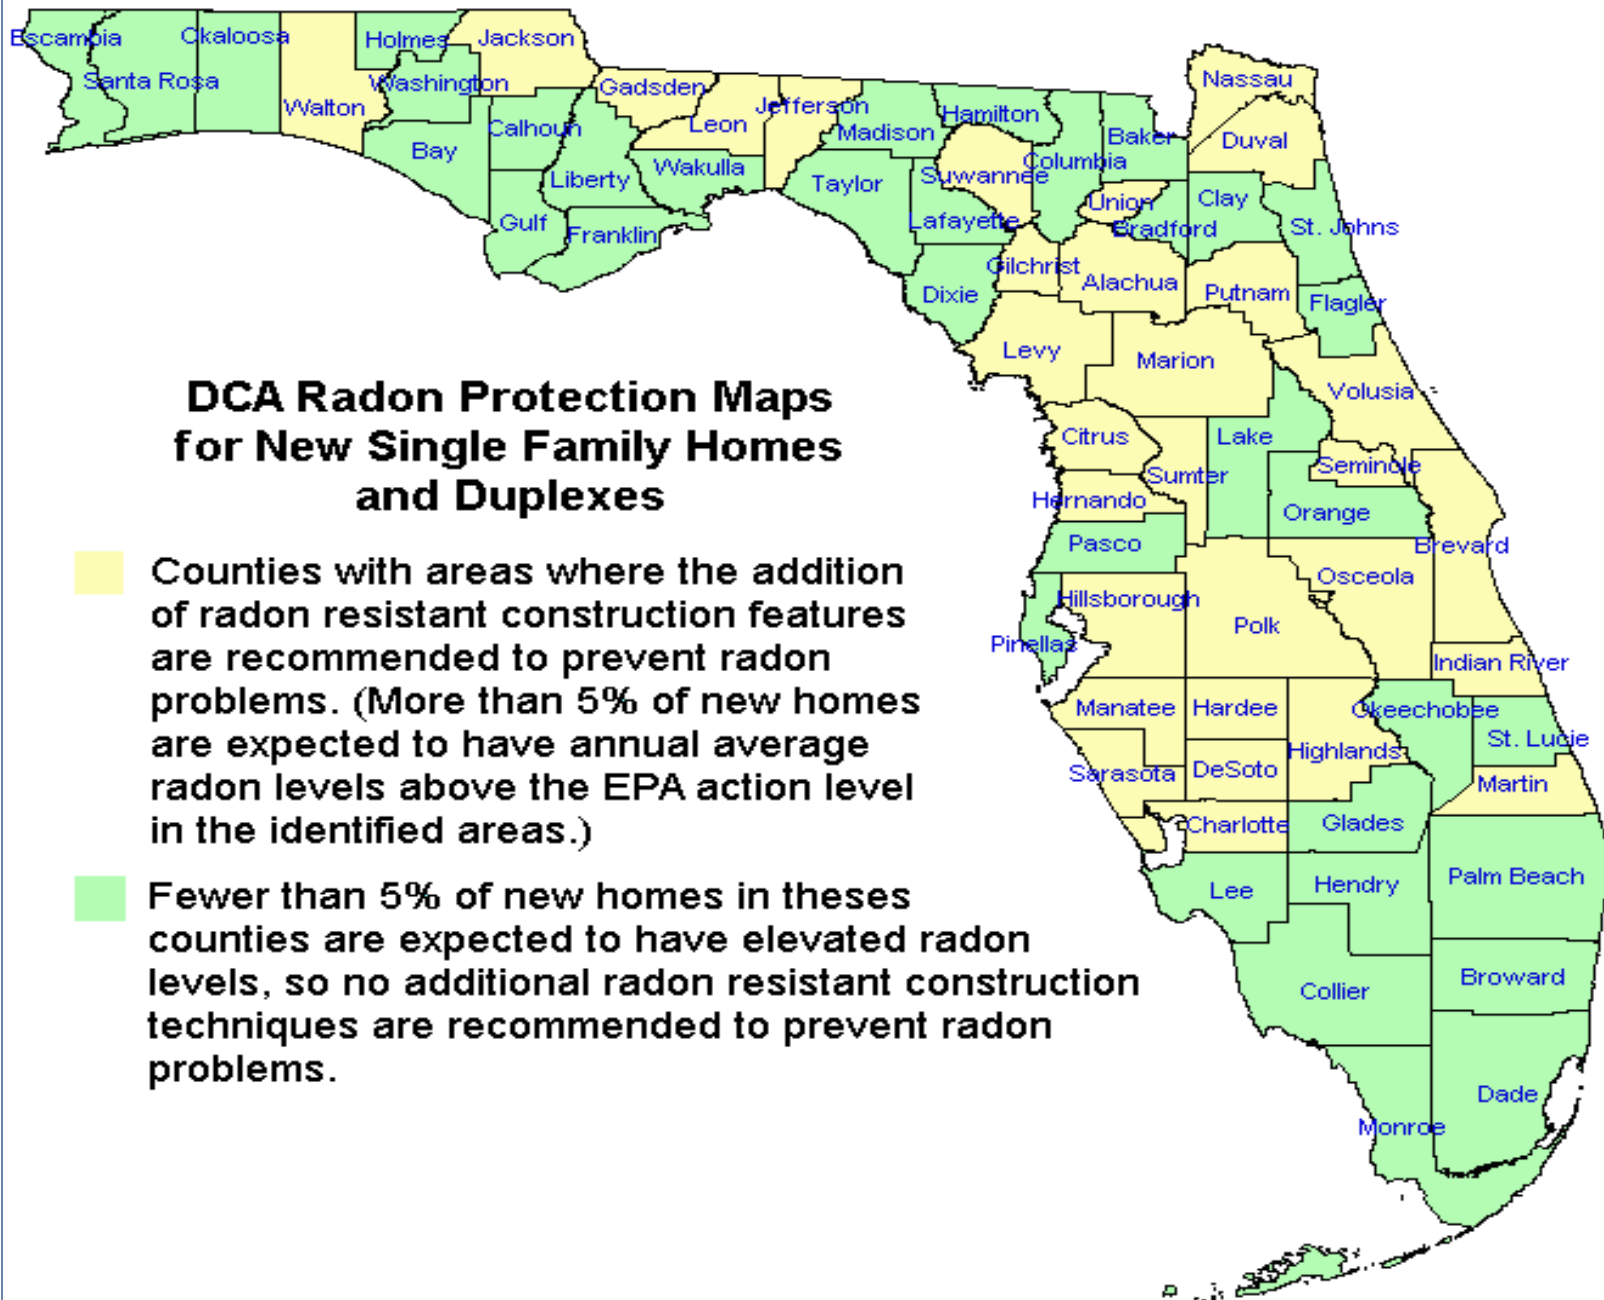 Escambia
Santa Rosa
Okaloosa
Walton
Holmes
Washington
Jackson
Bay
Calhoun
Gulf
Liberty
Franklin
Gadsden
Leon
Wakulla
Jefferson
Madison
Taylor
Hamilton
Suwannee
Lafayette
Dixie
Columbia
Baker
Union
Bradford
Nassau
Duval
Clay
St. Johns
Gilchrist
Alachua
Putnam
Flagler
Levy
Marion
Volusia
Citrus
Sumter
Lake
Seminole
Hernando
Orange
Pasco
Brevard
Osceola
Hillsborough
Polk
Pinellas
Indian River
Manatee
Hardee
Okeechobee
Highlands
St. Lucie
Sarasota
DeSoto
Martin
Charlotte
Glades
Lee
Hendry
Palm Beach
Collier
Broward
Dade
Monroe
DCA Radon Protection Maps
for New Single Family Homes
and Duplexes
Counties with areas where the addition
of radon resistant construction features
are recommended to prevent radon
problems. (More than 5% of new homes
are expected to have annual average
radon levels above the EPA action level
in the identified areas.)
Fewer than 5% of new homes in theses
counties are expected to have elevated radon
levels, so no additional radon resistant construction
techniques are recommended to prevent radon
problems.